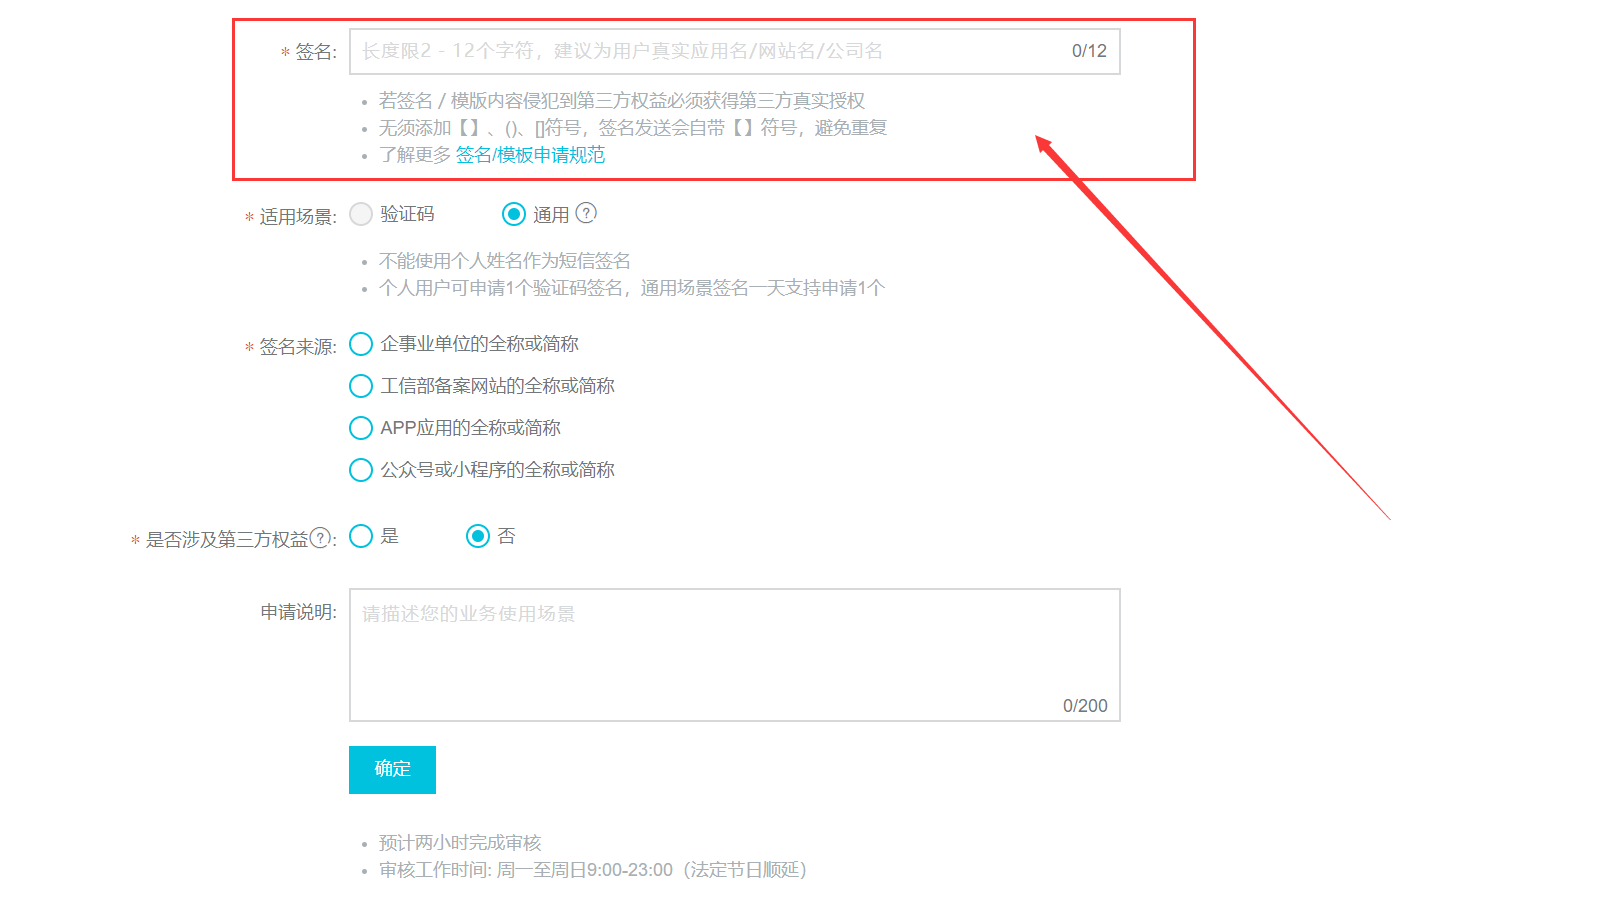 * 签名: 长度限2 - 12个字符，建议为用户真实应用名/网站名/公司名 0/12
• 若签名 / 模版内容侵犯到第三方权益必须获得第三方真实授权
• 无须添加【】、()、[]符号，签名发送会自带【】符号，避免重复
• 了解更多 签名/模板申请规范
* 适用场景: 验证码 通用 ?
• 不能使用个人姓名作为短信签名
• 个人用户可申请1个验证码签名，通用场景签名一天支持申请1个
* 签名来源: 企事业单位的全称或简称
工信部备案网站的全称或简称
APP应用的全称或简称
公众号或小程序的全称或简称
* 是否涉及第三方权益?: 是 否
申请说明: 请描述您的业务使用场景
0/200
确定
• 预计两小时完成审核
• 审核工作时间: 周一至周日9:00-23:00（法定节日顺延）